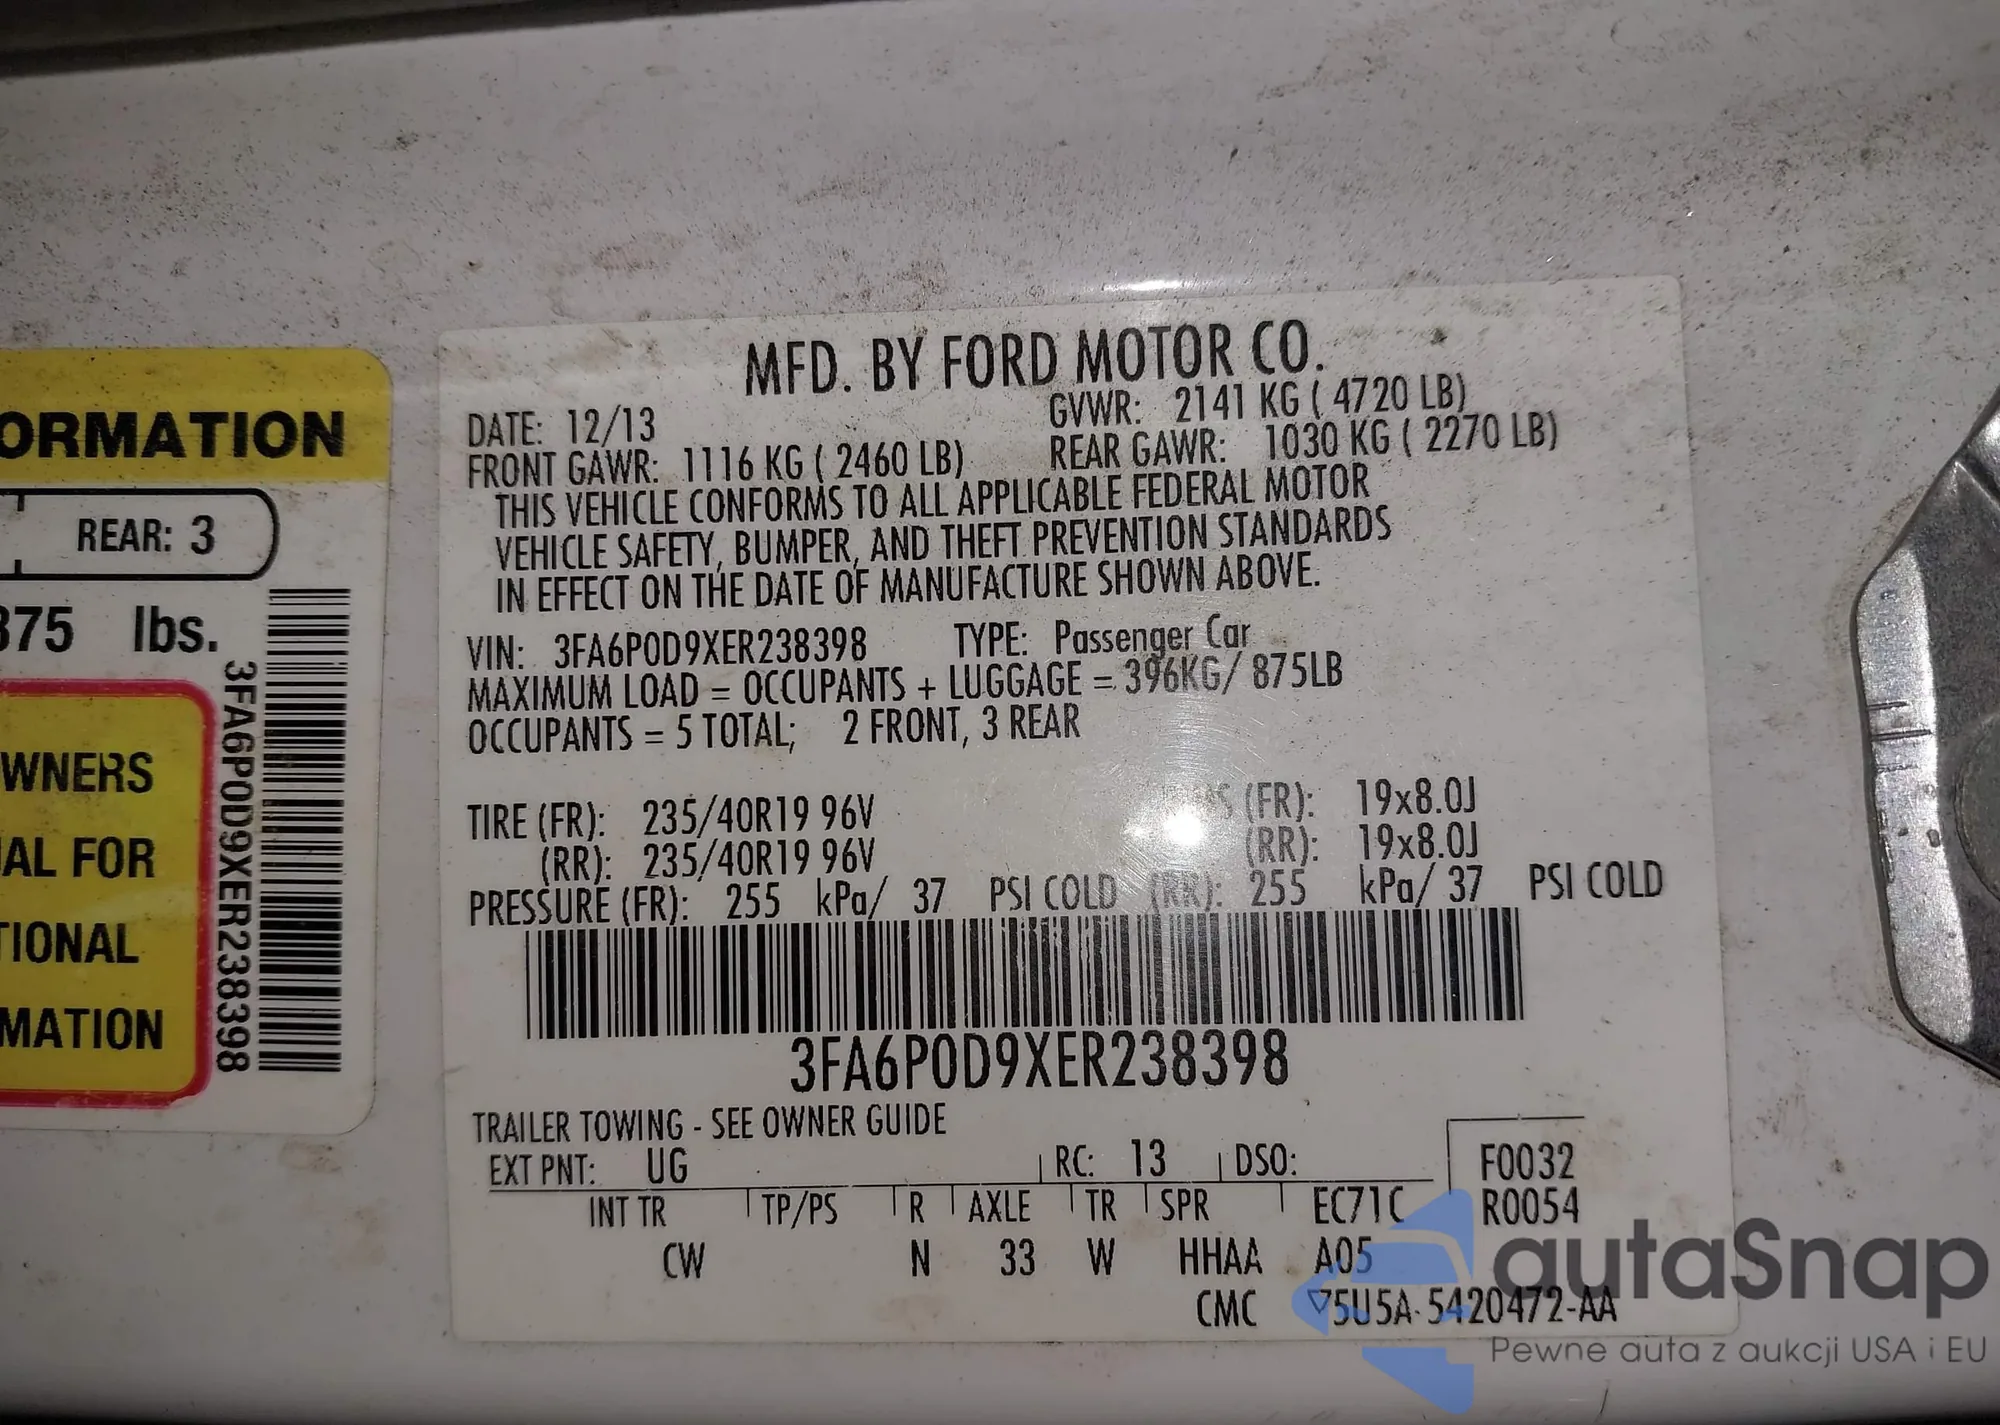 ORMATION
REAR: 3
875 lbs.
3FA6P0D9XER238398
WNERS
AL FOR
TIONAL
MATION
MFD. BY FORD MOTOR CO.
DATE: 12/13 GVWR: 2141 KG ( 4720 LB)
FRONT GAWR: 1116 KG ( 2460 LB) REAR GAWR: 1030 KG ( 2270 LB)
THIS VEHICLE CONFORMS TO ALL APPLICABLE FEDERAL MOTOR
VEHICLE SAFETY, BUMPER, AND THEFT PREVENTION STANDARDS
IN EFFECT ON THE DATE OF MANUFACTURE SHOWN ABOVE.
VIN: 3FA6P0D9XER238398 TYPE: Passenger Car
MAXIMUM LOAD = OCCUPANTS + LUGGAGE = 396KG/ 875LB
OCCUPANTS = 5 TOTAL; 2 FRONT, 3 REAR
TIRE (FR): 235/40R19 96V (FR): 19x8.0J
(RR): 235/40R19 96V (RR): 19x8.0J
PRESSURE (FR): 255 kPa/ 37 PSI COLD (RR): 255 kPa/ 37 PSI COLD
3FA6P0D9XER238398
TRAILER TOWING - SEE OWNER GUIDE
EXT PNT: UG RC: 13 DSO: F0032
INT TR TP/PS R AXLE TR SPR EC71C R0054
CW N 33 W HHAA A05
CMC 75U5A-5420472-AA
autaSnap
Pewne auta z aukcji USA i EU